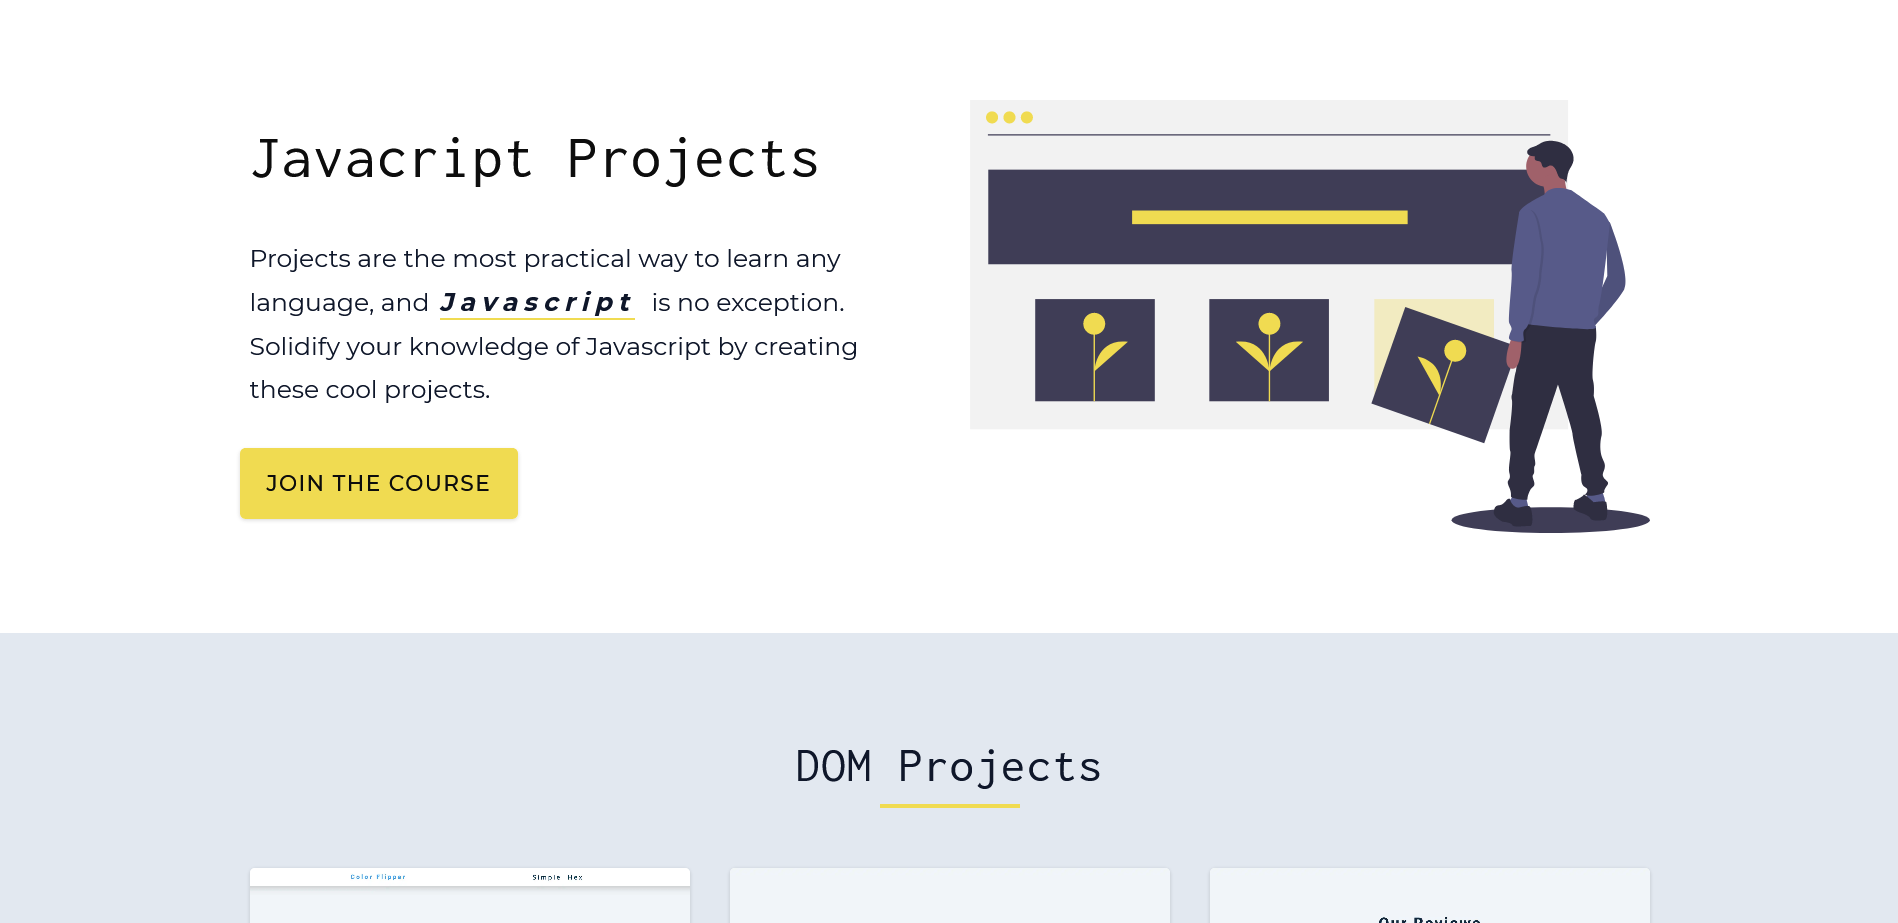 Javacript Projects
Projects are the most practical way to learn any
language, and Javascript is no exception.
Solidify your knowledge of Javascript by creating
these cool projects.
JOIN THE COURSE
DOM Projects
Color Flipper
Simple Hex
Our Reviews